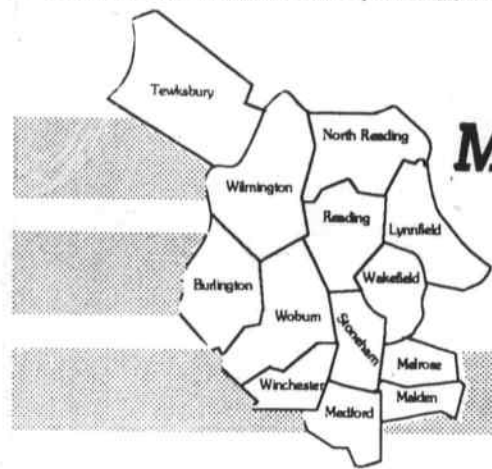 Tewksbury
North Reading
Wilmington
Reading
Lynnfield
Burlington
Wakefield
Woburn
Stoneham
Melrose
Winchester
Malden
Medford
M